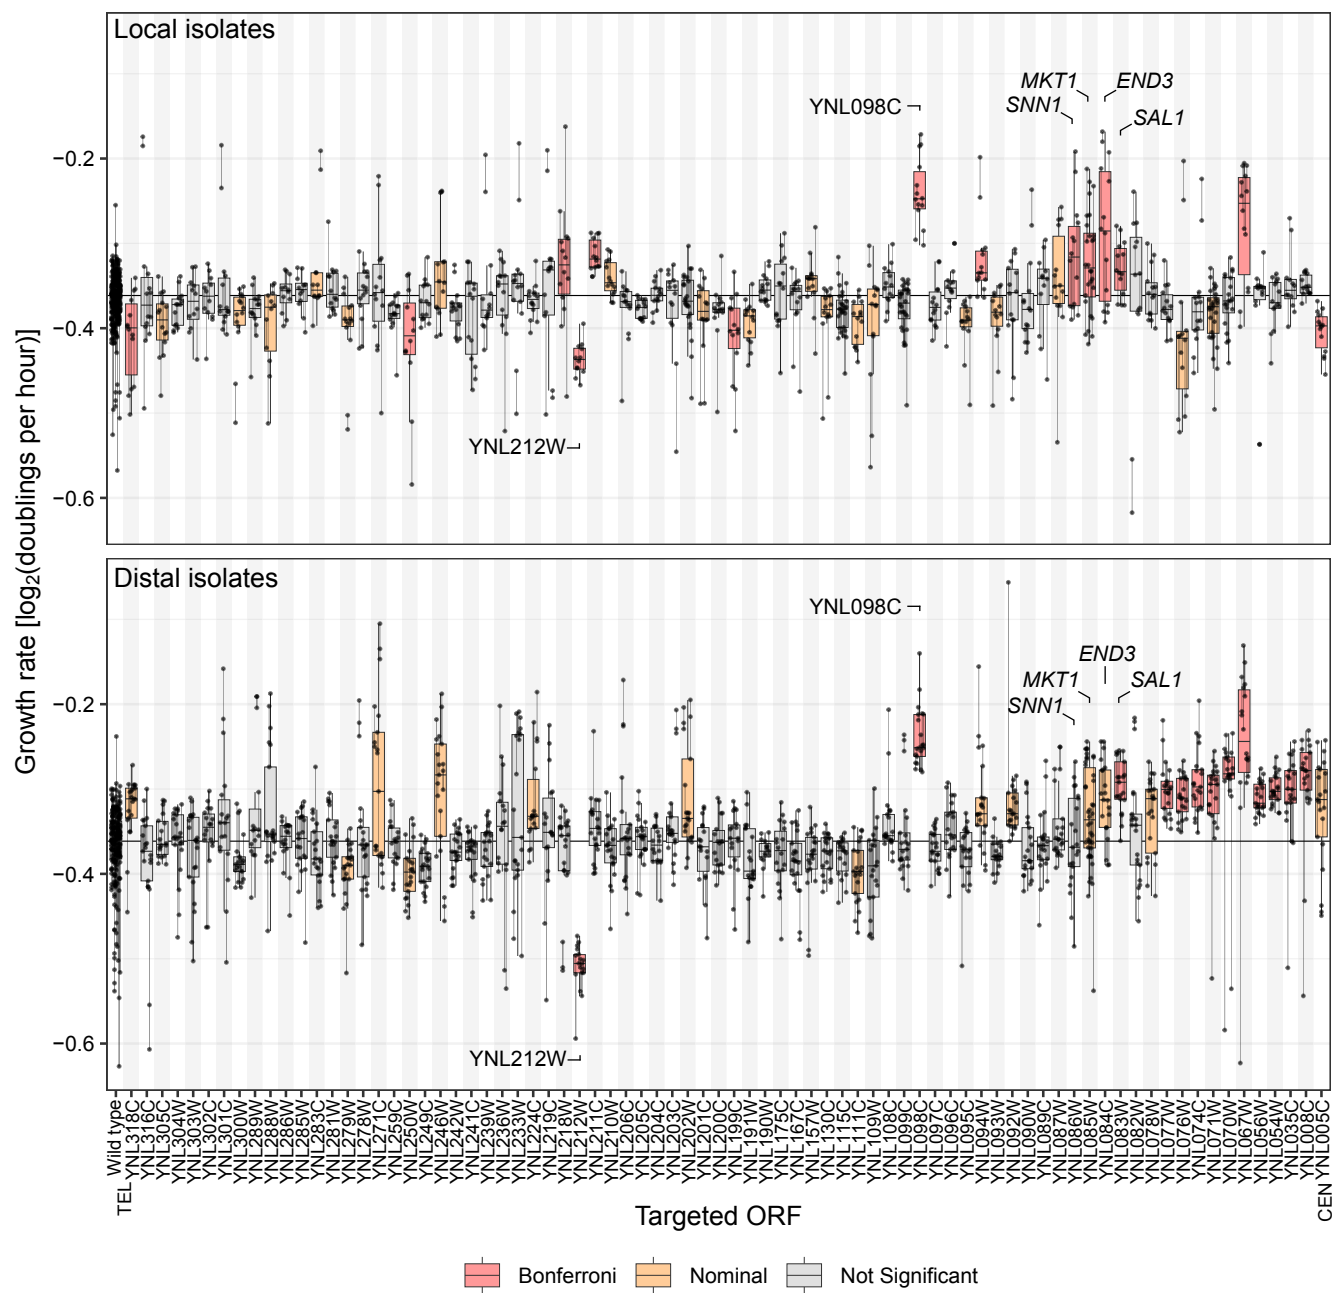 Local isolates
MKT1
END3
YNL098C
SNN1
SAL1
−0.2
−0.4
YNL212W
−0.6
Growth rate [log2(doublings per hour)]
Distal isolates
YNL098C
END3
MKT1
SAL1
SNN1
−0.2
−0.4
YNL212W
−0.6
Wild type
YNL318C
YNL316C
YNL305C
YNL304W
YNL303W
YNL302C
YNL301C
YNL300W
YNL289W
YNL288W
YNL286W
YNL285W
YNL283C
YNL281W
YNL279W
YNL278W
YNL271C
YNL259C
YNL250W
YNL249C
YNL246W
YNL242W
YNL241C
YNL239W
YNL236W
YNL233W
YNL224C
YNL219C
YNL218W
YNL212W
YNL211C
YNL210W
YNL206C
YNL205C
YNL204C
YNL203C
YNL202W
YNL201C
YNL200C
YNL199C
YNL191W
YNL190W
YNL175C
YNL167C
YNL157W
YNL130C
YNL115C
YNL111C
YNL109W
YNL108C
YNL099C
YNL098C
YNL097C
YNL096C
YNL095C
YNL094W
YNL093W
YNL092W
YNL090W
YNL089C
YNL087W
YNL086W
YNL085W
YNL084C
YNL083W
YNL082W
YNL078W
YNL077W
YNL076W
YNL074C
YNL071W
YNL070W
YNL067W
YNL056W
YNL054W
YNL035C
YNL008C
YNL005C
TEL
CEN
Targeted ORF
Bonferroni
Nominal
Not Significant